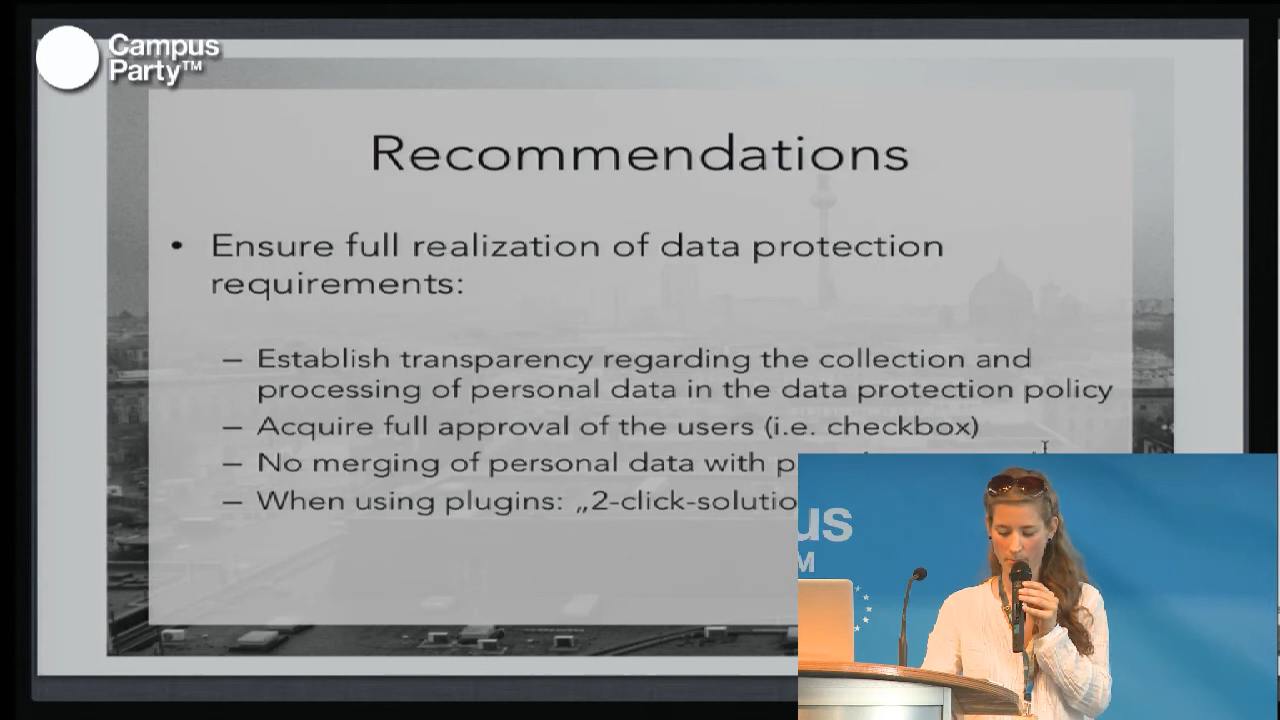 Campus
Party™
Recommendations
• Ensure full realization of data protection
requirements:
– Establish transparency regarding the collection and
processing of personal data in the data protection policy
– Acquire full approval of the users (i.e. checkbox)
– No merging of personal data with
– When using plugins: „2-click-solutio
us
M